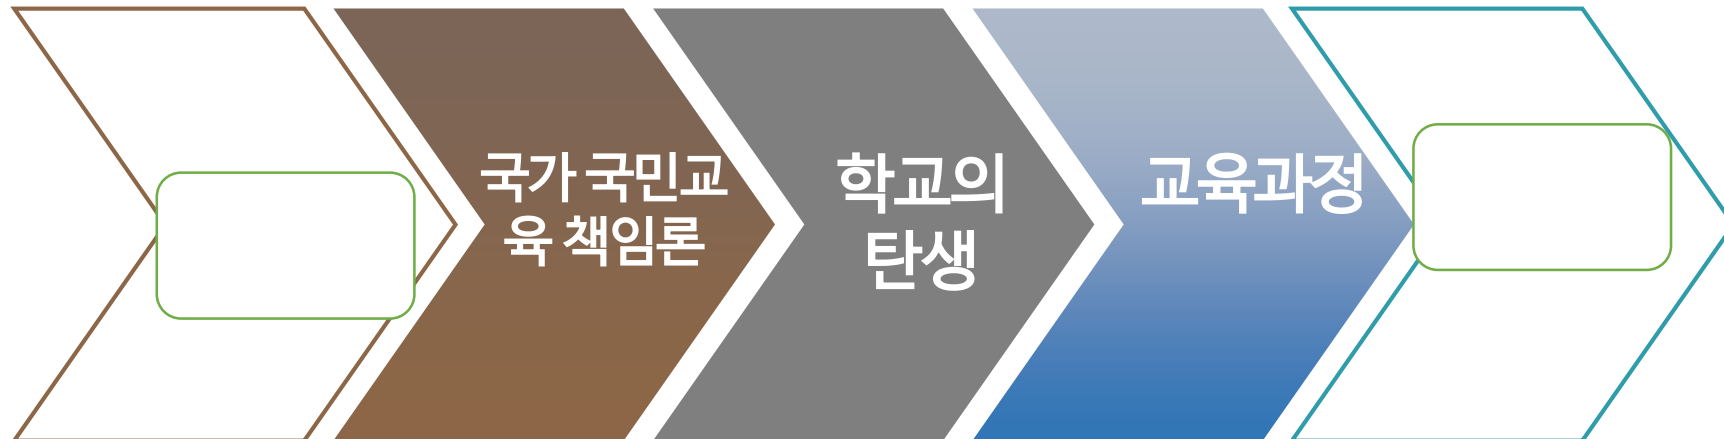 국가 국민교
육 책임론
학교의
탄생
교육과정